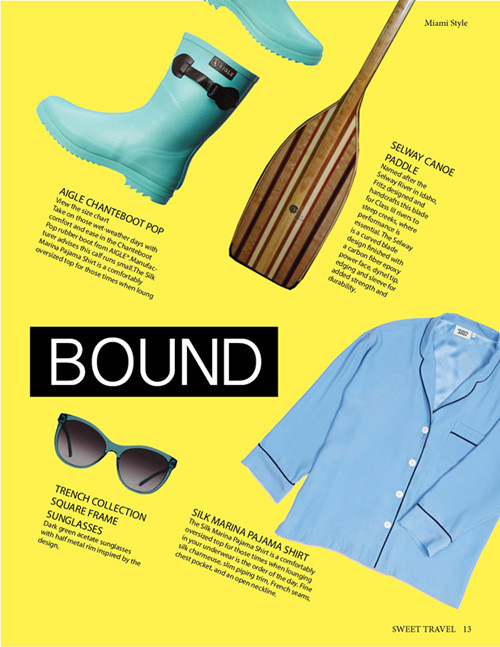 Miami Style
AIGLE
SELWAY CANOE
PADDLE
Named after the
Selway River in Idaho,
Fritz designed and
handcrafts this blade
for Class III rivers to
steep creeks, where
performance is
essential. The Selway
is a curved blade
design finished with
a carbon fiber epoxy
power face, dynel tip,
edging and sleeve for
added strength and
durability.
AIGLE CHANTEBOOT POP
View the size chart
Take on those wet-weather days with
comfort and ease in the Chanteboot
Pop rubber boot from AIGLE®.Manufac-
turer advises this calf runs small.The Silk
Marina Pajama Shirt is a comfortably
oversized top for those times when loung
BOUND
TRENCH COLLECTION
SQUARE FRAME
SUNGLASSES
Dark green acetate sunglasses
with half metal rim inspired by the
design,
SILK MARINA PAJAMA SHIRT
The Silk Marina Pajama Shirt is a comfortably
oversized top for those times when lounging
in your underwear is the order of the day. Fine
silk charmeuse, slim piping trim, French seams,
chest pocket, and an open neckline.
SWEET TRAVEL 13